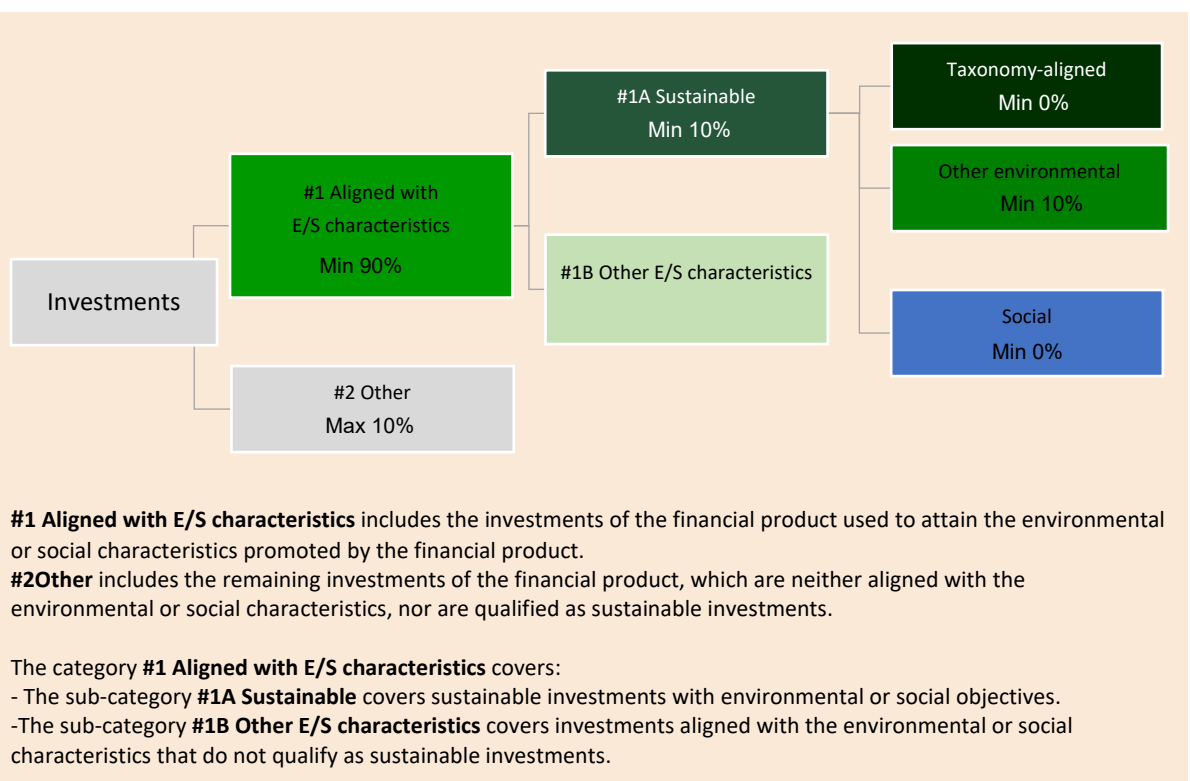 Investments
#1 Aligned with
E/S characteristics
Min 90%
#2 Other
Max 10%
#1A Sustainable
Min 10%
#1B Other E/S characteristics
Taxonomy-aligned
Min 0%
Other environmental
Min 10%
Social
Min 0%
#1 Aligned with E/S characteristics includes the investments of the financial product used to attain the environmental
or social characteristics promoted by the financial product.
#2Other includes the remaining investments of the financial product, which are neither aligned with the
environmental or social characteristics, nor are qualified as sustainable investments.
The category #1 Aligned with E/S characteristics covers:
- The sub-category #1A Sustainable covers sustainable investments with environmental or social objectives.
-The sub-category #1B Other E/S characteristics covers investments aligned with the environmental or social
characteristics that do not qualify as sustainable investments.